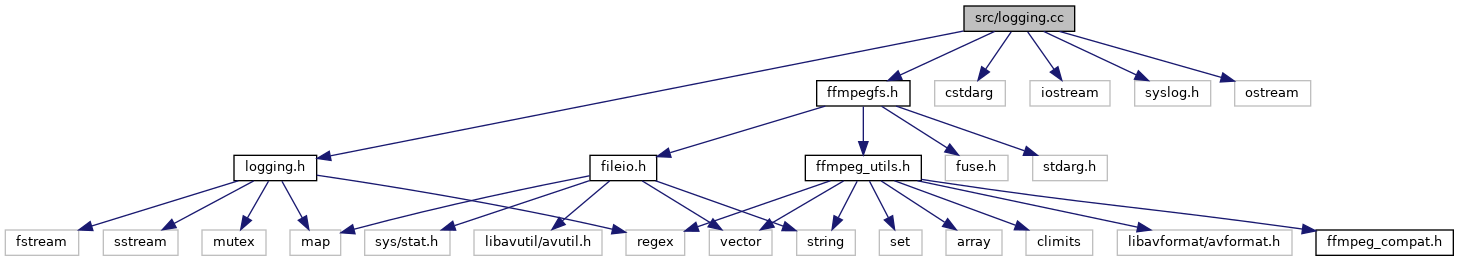 src/logging.cc
ffmpegfs.h
cstdarg
iostream
syslog.h
ostream
logging.h
fileio.h
ffmpeg_utils.h
fuse.h
stdarg.h
fstream
sstream
mutex
map
sys/stat.h
libavutil/avutil.h
regex
vector
string
set
array
climits
libavformat/avformat.h
ffmpeg_compat.h